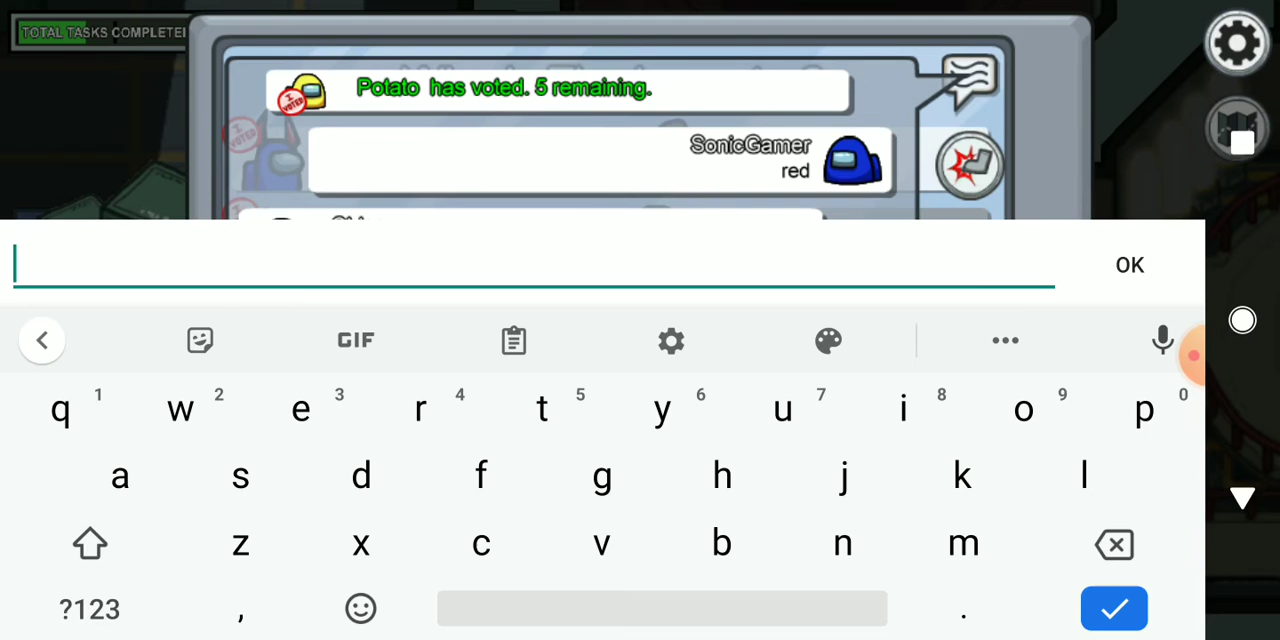 TOTAL TASKS COMPLETE
Potato has voted. 5 remaining.
I VOTED
SonicGamer
red
OK
GIF
q 1 w 2 e 3 r 4 t 5 y 6 u 7 i 8 o 9 p 0
a s d f g h j k l
z x c v b n m
?123 , .